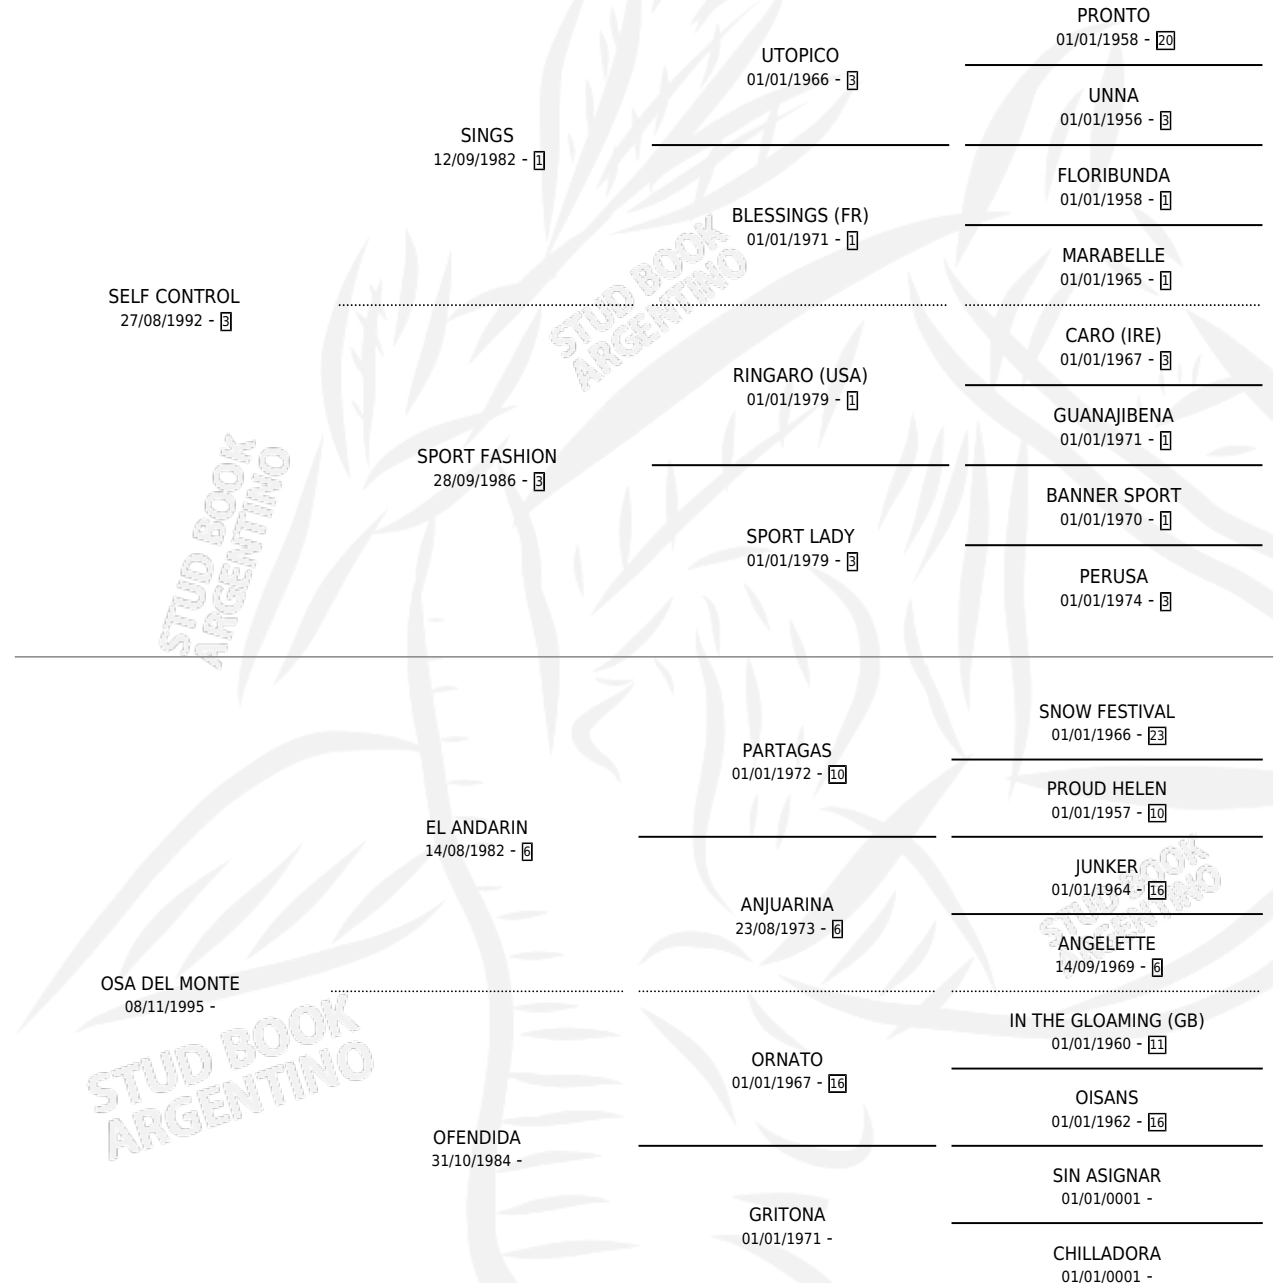 PRONTO
01/01/1958 - 20
UTOPICO
01/01/1966 - 3
UNNA
01/01/1956 - 3
SINGS
12/09/1982 - 1
FLORIBUNDA
01/01/1958 - 1
BLESSINGS (FR)
01/01/1971 - 1
MARABELLE
01/01/1965 - 1
SELF CONTROL
27/08/1992 - 3
STUD BOOK
ARGENTINO
CARO (IRE)
01/01/1967 - 3
RINGARO (USA)
01/01/1979 - 1
GUANAJIBENA
01/01/1971 - 1
SPORT FASHION
28/09/1986 - 3
BANNER SPORT
01/01/1970 - 1
SPORT LADY
01/01/1979 - 3
PERUSA
01/01/1974 - 3
STUD BOOK
ARGENTINO
SNOW FESTIVAL
01/01/1966 - 23
PARTAGAS
01/01/1972 - 10
PROUD HELEN
01/01/1957 - 10
EL ANDARIN
14/08/1982 - 6
JUNKER
01/01/1964 - 16
ANJUARINA
23/08/1973 - 6
ANGELETTE
14/09/1969 - 6
STUD BOOK
ARGENTINO
OSA DEL MONTE
08/11/1995 -
IN THE GLOAMING (GB)
01/01/1960 - 11
ORNATO
01/01/1967 - 16
OISANS
01/01/1962 - 16
STUD BOOK
ARGENTINO
OFENDIDA
31/10/1984 -
SIN ASIGNAR
01/01/0001 -
GRITONA
01/01/1971 -
CHILLADORA
01/01/0001 -